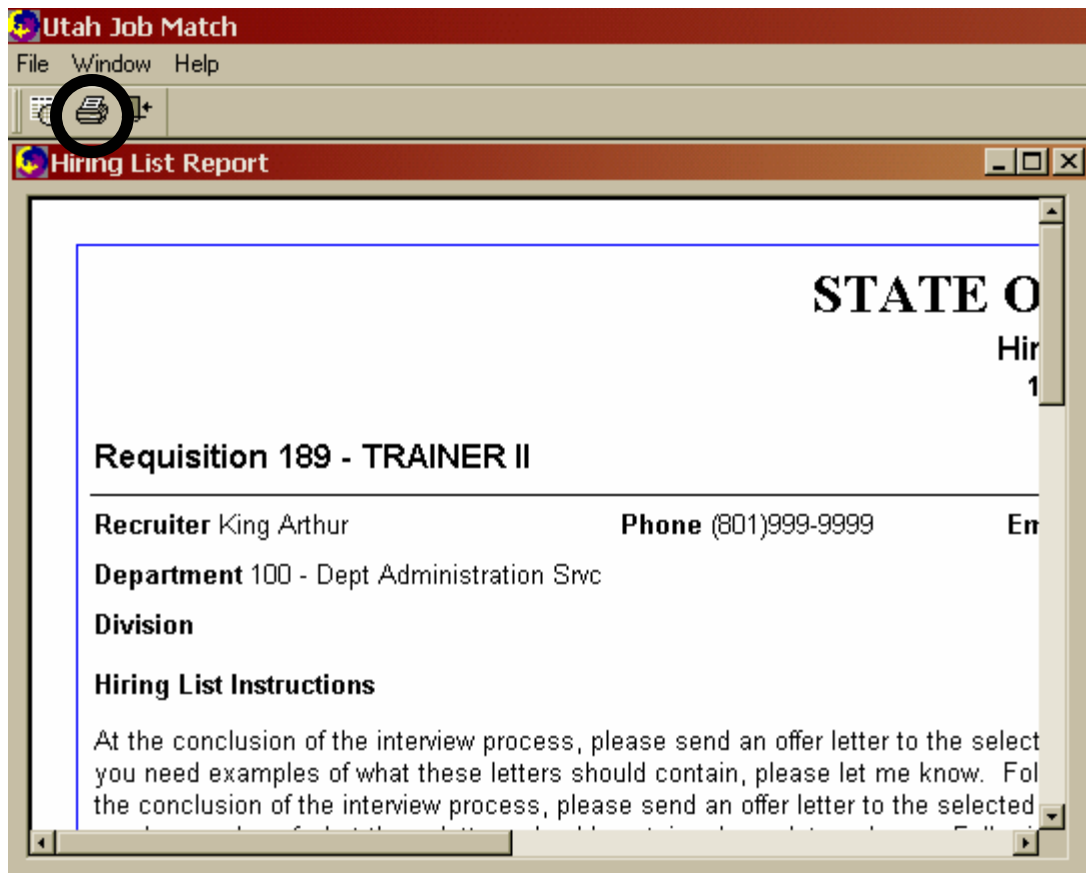 Utah Job Match
File Window Help
Hiring List Report
STATE O
Hir
1
Requisition 189 - TRAINER II
Recruiter King Arthur Phone (801)999-9999 Em
Department 100 - Dept Administration Srvc
Division
Hiring List Instructions
At the conclusion of the interview process, please send an offer letter to the select
you need examples of what these letters should contain, please let me know. Fol
the conclusion of the interview process, please send an offer letter to the selected